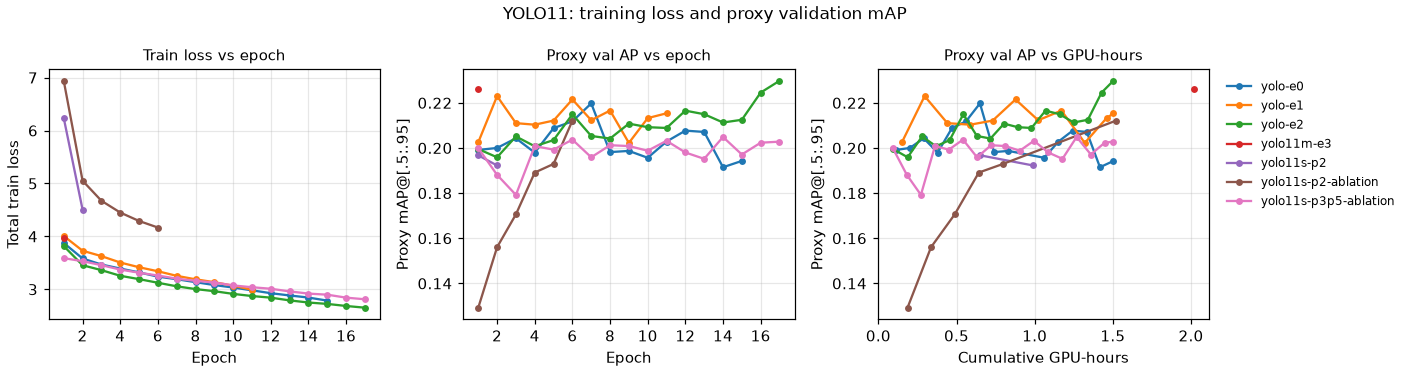 YOLO11: training loss and proxy validation mAP
Train loss vs epoch
Total train loss
7
6
5
4
3
2 4 6 8 10 12 14 16
Epoch
Proxy val AP vs epoch
Proxy mAP@[.5:.95]
0.22
0.20
0.18
0.16
0.14
2 4 6 8 10 12 14 16
Epoch
Proxy val AP vs GPU-hours
Proxy mAP@[.5:.95]
0.22
0.20
0.18
0.16
0.14
0.0 0.5 1.0 1.5 2.0
Cumulative GPU-hours
yolo-e0
yolo-e1
yolo-e2
yolo11m-e3
yolo11s-p2
yolo11s-p2-ablation
yolo11s-p3p5-ablation